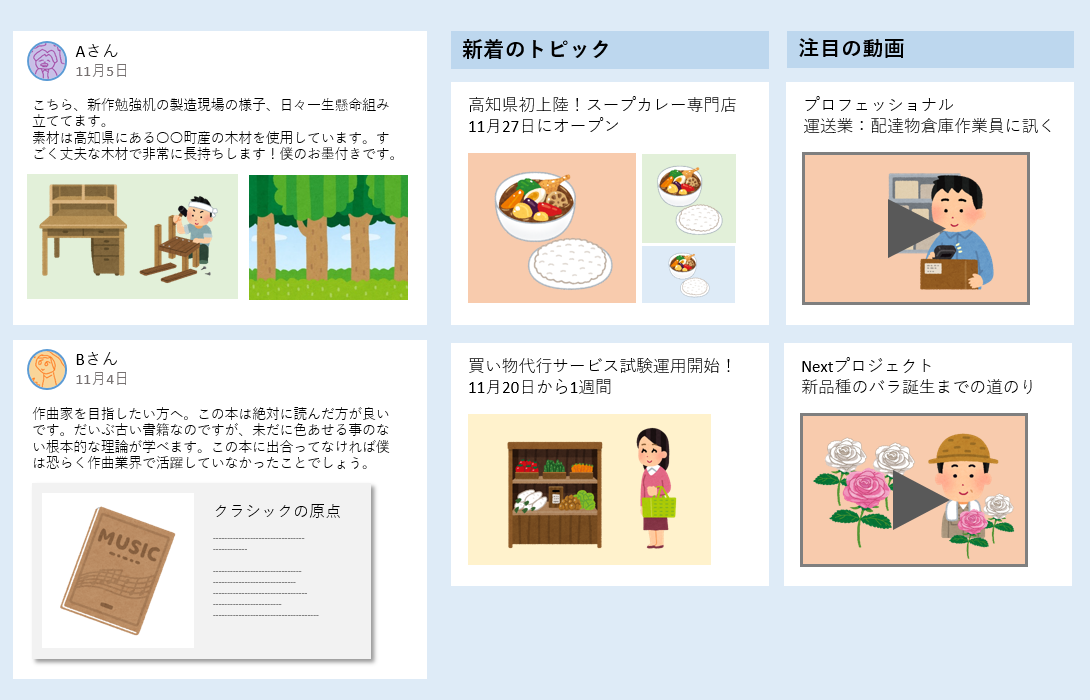 Aさん
11月5日
こちら、新作勉強机の製造現場の様子、日々一生懸命組み
立ててます。
素材は高知県にある〇〇町産の木材を使用しています。す
ごく丈夫な木材で非常に長持ちします！僕のお墨付きです。
Bさん
11月4日
作曲家を目指したい方へ。この本は絶対に読んだ方が良い
です。だいぶ古い書籍なのですが、未だに色あせる事のな
い根本的な理論が学べます。この本に出合ってなければ僕
は恐らく作曲業界で活躍していなかったことでしょう。
MUSIC
クラシックの原点
新着のトピック
高知県初上陸！スープカレー専門店
11月27日にオープン
買い物代行サービス試験運用開始！
11月20日から1週間
注目の動画
プロフェッショナル
運送業：配達物倉庫作業員に訊く
Nextプロジェクト
新品種のバラ誕生までの道のり